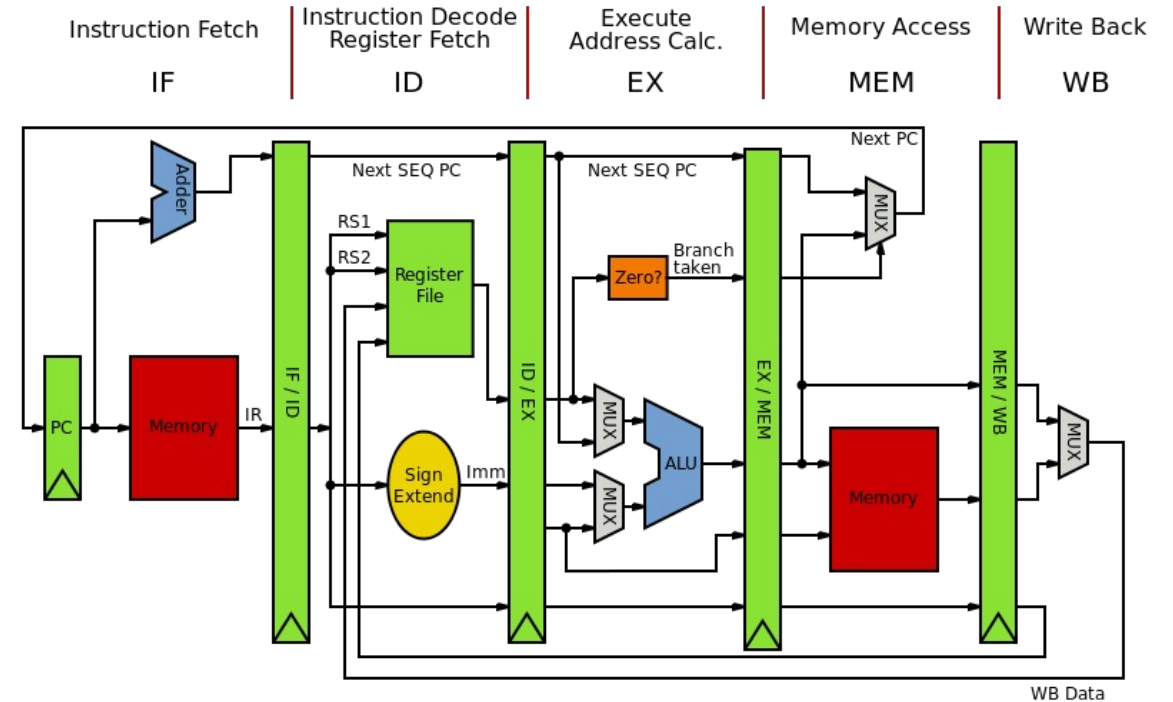 Instruction Fetch
IF
Instruction Decode
Register Fetch
ID
Execute
Address Calc.
EX
Memory Access
MEM
Write Back
WB
Next PC
Adder
Next SEQ PC
Next SEQ PC
MUX
RS1
RS2
Register
File
Branch
taken
Zero?
PC
Memory
IR
IF / ID
ID / EX
EX / MEM
MEM / WB
MUX
ALU
MUX
Sign
Extend
Imm
MUX
Memory
WB Data